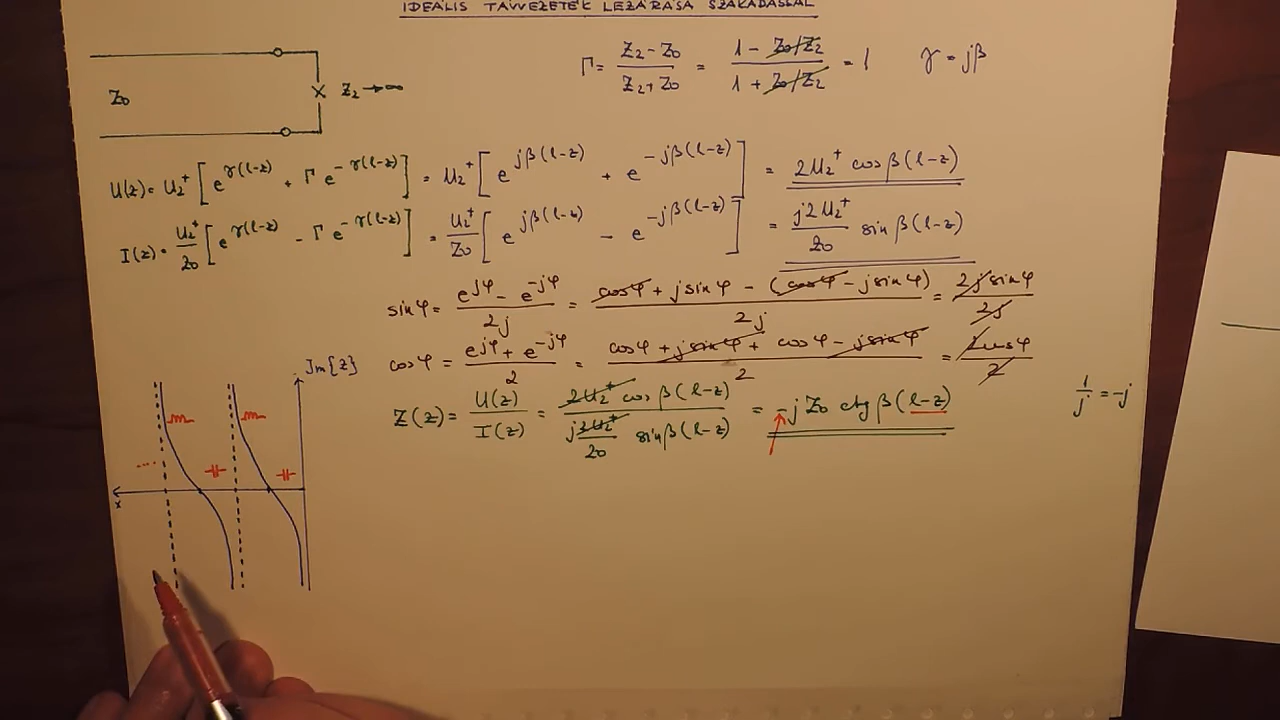 IDEÁLIS TÁVVEZETÉK LEZÁRÁSA SZAKADÁSSAL
Γ = (Z2 - Z0)/(Z2 + Z0) = (1 - Z0/Z2)/(1 + Z0/Z2) = 1 γ = jβ
Z0 Z2 → ∞
U(z) = U2⁺ [e^γ(l-z) + Γ e^-γ(l-z)] = U2⁺ [e^jβ(l-z) + e^-jβ(l-z)] = 2U2⁺ cos β(l-z)
I(z) = U2⁺/Z0 [e^γ(l-z) - Γ e^-γ(l-z)] = U2⁺/Z0 [e^jβ(l-z) - e^-jβ(l-z)] = j2U2⁺/Z0 sin β(l-z)
sin φ = (e^jφ - e^-jφ)/2j = (cos φ + j sin φ - (cos φ - j sin φ))/2j = 2j sin φ/2j
cos φ = (e^jφ + e^-jφ)/2 = (cos φ + j sin φ + cos φ - j sin φ)/2 = 2 cos φ/2
Z(z) = U(z)/I(z) = 2U2⁺ cos β(l-z)/(j2U2⁺/Z0 sin β(l-z)) = -j Z0 ctg β(l-z)
1/j = -j
Jm{z}
x